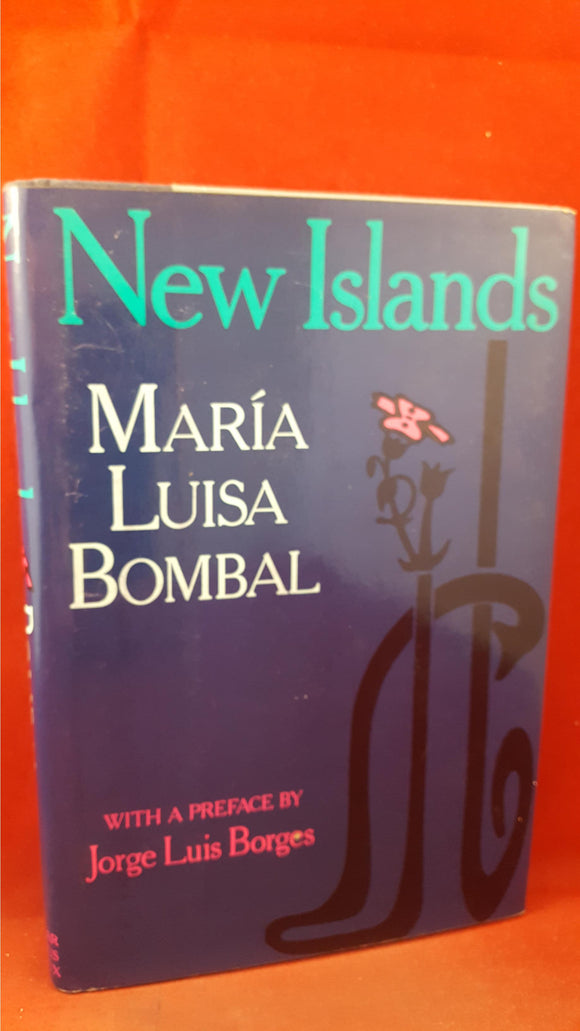 New Islands
MARÍA
LUISA
BOMBAL
WITH A PREFACE BY
Jorge Luis Borges